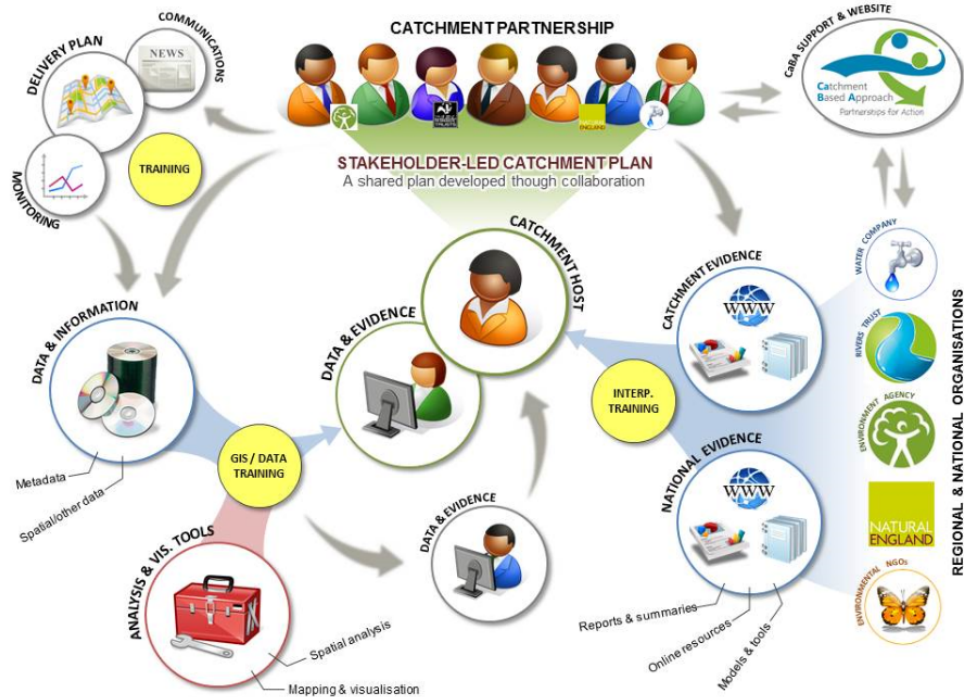 CATCHMENT PARTNERSHIP
COMMUNICATIONS
NEWS
DELIVERY PLAN
MONITORING
TRAINING
CaBA SUPPORT & WEBSITE
Catchment
Based Approach
Partnerships for Action
NATURAL
ENGLAND
STAKEHOLDER-LED CATCHMENT PLAN
A shared plan developed though collaboration
CATCHMENT HOST
DATA & EVIDENCE
DATA & INFORMATION
Metadata
Spatial/other data
GIS / DATA
TRAINING
ANALYSIS & VIS. TOOLS
Spatial analysis
Mapping & visualisation
DATA & EVIDENCE
INTERP.
TRAINING
CATCHMENT EVIDENCE
WWW
NATIONAL EVIDENCE
WWW
Reports & summaries
Online resources
Models & tools
WATER COMPANY
RIVERS TRUST
ENVIRONMENT AGENCY
NATURAL
ENGLAND
ENVIRONMENTAL NGOs
REGIONAL & NATIONAL ORGANISATIONS